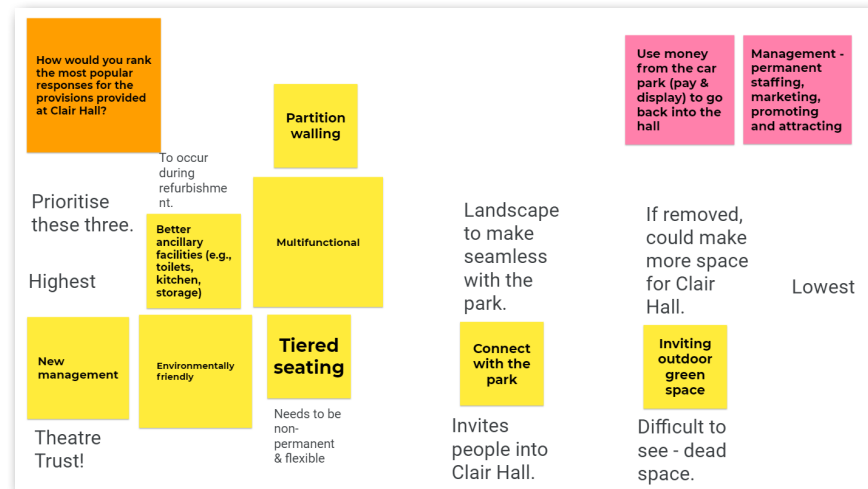 How would you rank
the most popular
responses for the
provisions provided
at Clair Hall?
Use money
from the car
park (pay &
display) to go
back into the
hall
Management -
permanent
staffing,
marketing,
promoting
and attracting
Partition
walling
To occur
during
refurbishme
nt.
Prioritise
these three.
Better
ancillary
facilities (e.g.,
toilets,
kitchen,
storage)
Multifunctional
Landscape
to make
seamless
with the
park.
If removed,
could make
more space
for Clair
Hall.
Highest
Lowest
New
management
Environmentally
friendly
Tiered
seating
Connect
with the
park
Inviting
outdoor
green
space
Theatre
Trust!
Needs to be
non-
permanent
& flexible
Invites
people into
Clair Hall.
Difficult to
see - dead
space.